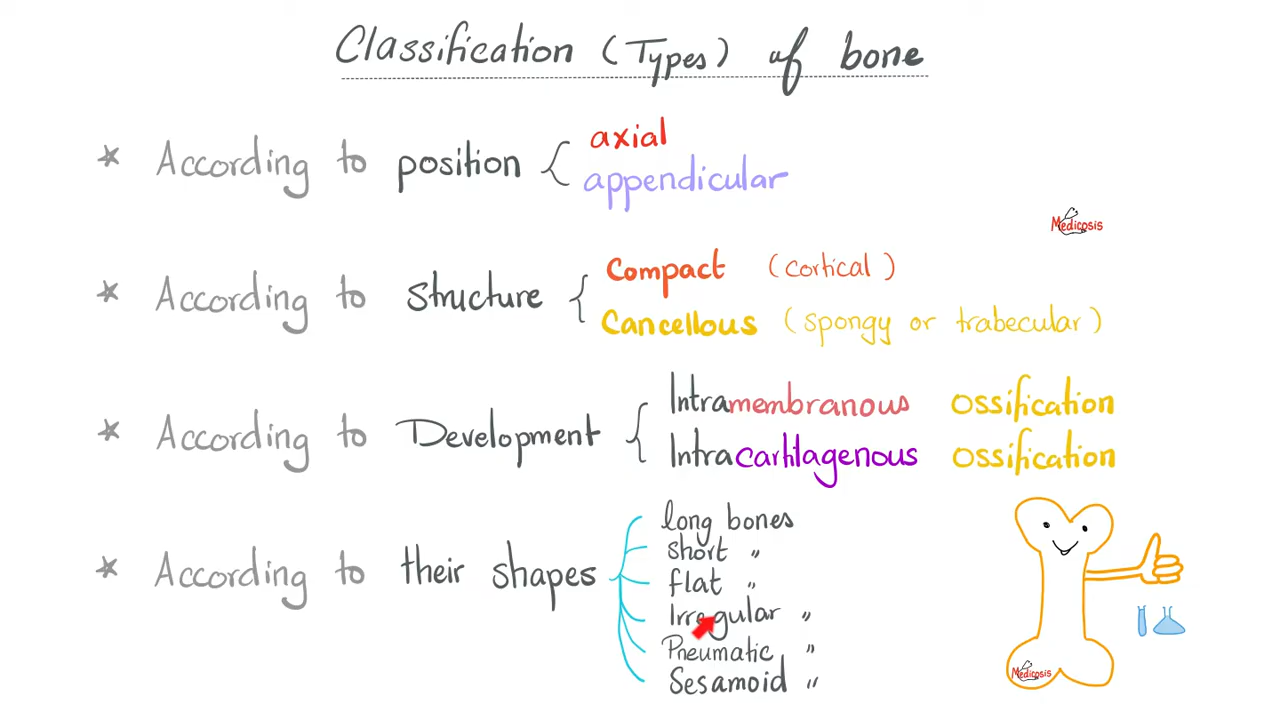 Classification (Types) of bone
* According to position { axial
appendicular
Medicosis
* According to structure { Compact (cortical)
Cancellous (spongy or trabecular)
* According to Development { Intramembranous ossification
Intracartilagenous ossification
* According to their shapes
long bones
short "
flat "
Irregular "
Pneumatic "
Sesamoid "
Medicosis